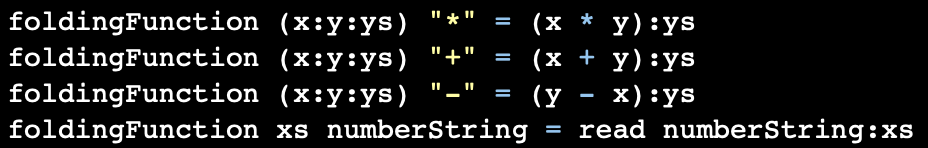 foldingFunction (x:y:ys) "*" = (x * y):ys
foldingFunction (x:y:ys) "+" = (x + y):ys
foldingFunction (x:y:ys) "-" = (y - x):ys
foldingFunction xs numberString = read numberString:xs